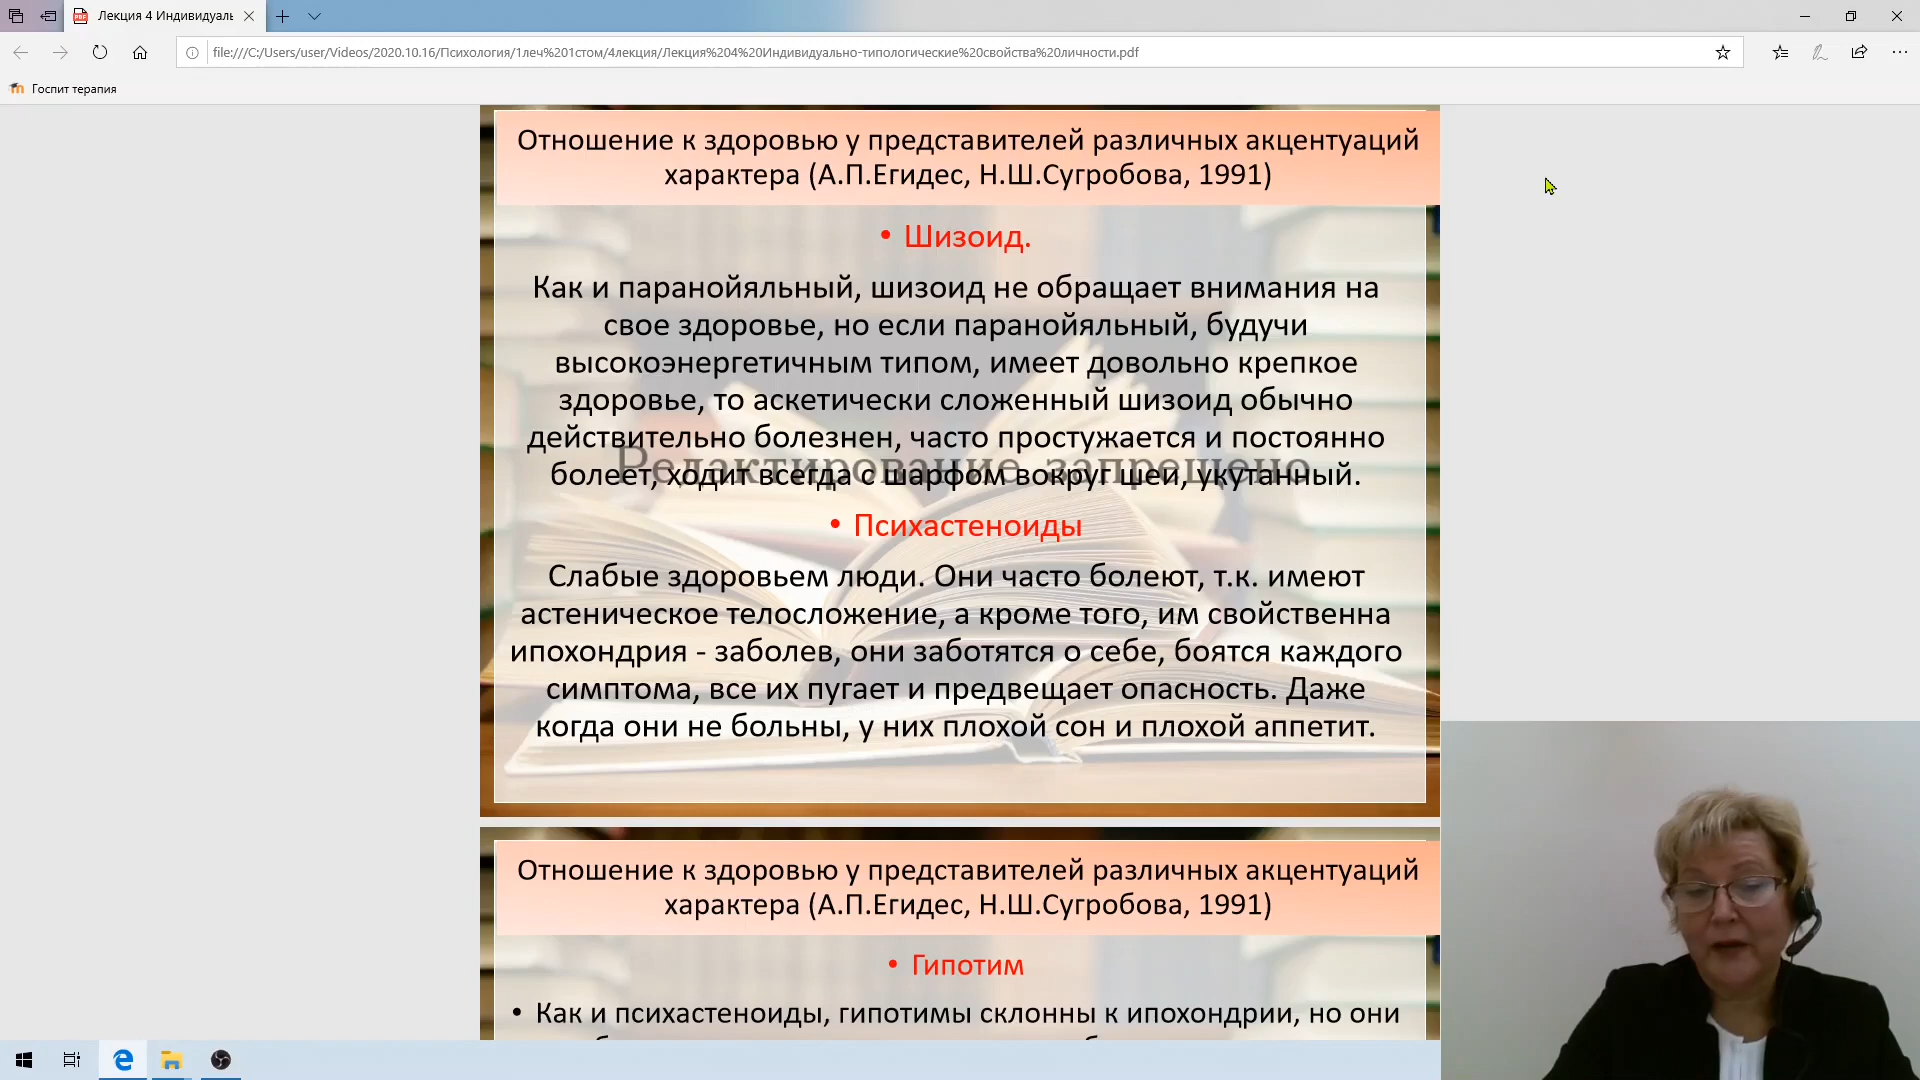 Лекция 4 Индивидуаль
file:///C:/Users/user/Videos/2020.10.16/Психология/1леч%201стом/4лекция/Лекция%204%20Индивидуально-типологические%20свойства%20личности.pdf
Госпит терапия
Отношение к здоровью у представителей различных акцентуаций
характера (А.П.Егидес, Н.Ш.Сугробова, 1991)
• Шизоид.
Как и паранойяльный, шизоид не обращает внимания на
свое здоровье, но если паранойяльный, будучи
высокоэнергетичным типом, имеет довольно крепкое
здоровье, то аскетически сложенный шизоид обычно
действительно болезнен, часто простужается и постоянно
болеет, ходит всегда с шарфом вокруг шеи, укутанный.
Редактирование запрещено
• Психастеноиды
Слабые здоровьем люди. Они часто болеют, т.к. имеют
астеническое телосложение, а кроме того, им свойственна
ипохондрия - заболев, они заботятся о себе, боятся каждого
симптома, все их пугает и предвещает опасность. Даже
когда они не больны, у них плохой сон и плохой аппетит.
Отношение к здоровью у представителей различных акцентуаций
характера (А.П.Егидес, Н.Ш.Сугробова, 1991)
• Гипотим
• Как и психастеноиды, гипотимы склонны к ипохондрии, но они